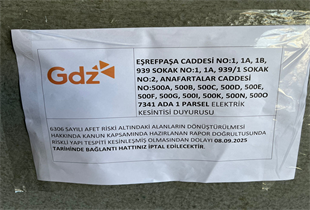 Gdz
EŞREFPAŞA CADDESİ NO:1, 1A, 1B,
939 SOKAK NO:1, 1A, 939/1 SOKAK
NO:2, ANAFARTALAR CADDESİ
NO:500A, 500B, 500C, 500D, 500E,
500F, 500G, 500I, 500K, 500N, 500O
7341 ADA 1 PARSEL ELEKTRİK
KESİNTİSİ DUYURUSU
6306 SAYILI AFET RİSKİ ALTINDAKİ ALANLARIN DÖNÜŞTÜRÜLMESİ
HAKKINDA KANUN KAPSAMINDA HAZIRLANAN RAPOR DOĞRULTUSUNDA
RİSKLİ YAPI TESPİTİ KESİNLEŞMİŞ OLMASINDAN DOLAYI 08.09.2025
TARİHİNDE BAĞLANTI HATTINIZ İPTAL EDİLECEKTİR.